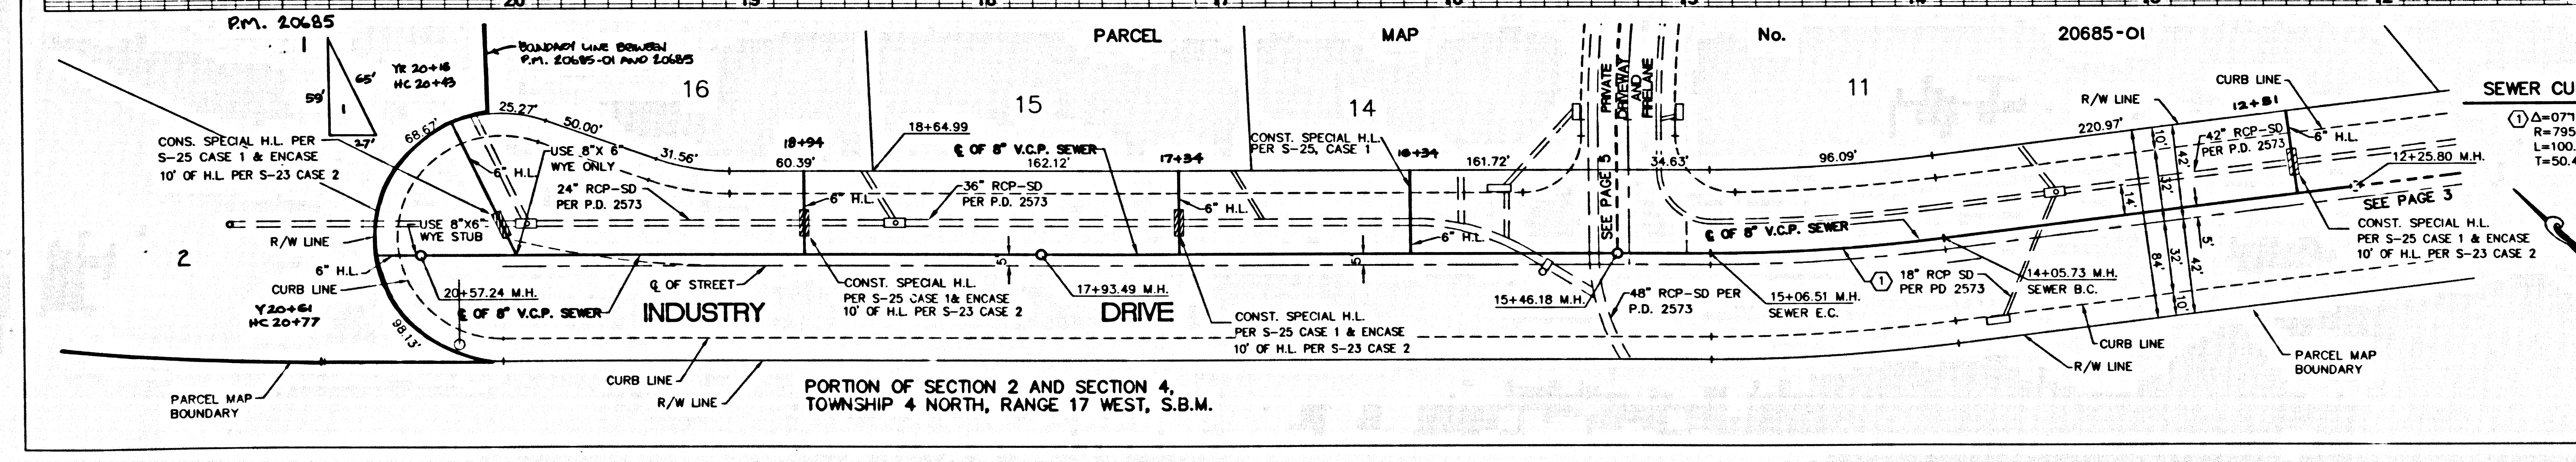 20 19 18 17 16 15 14 13 12
P.M. 20685
1
59'
65'
27'
1
YR 20+18
HC 20+43
BOUNDARY LINE BETWEEN
P.M. 20685-01 AND 20685
PARCEL MAP No. 20685-01
16
15
14
11
2
CONS. SPECIAL H.L. PER
S-25 CASE 1 & ENCASE
10' OF H.L. PER S-23 CASE 2
68.67'
25.27'
50.00'
31.56'
6" H.L.
USE 8"X 6"
WYE ONLY
24" RCP-SD
PER P.D. 2573
USE 8"X6"
WYE STUB
R/W LINE
6" H.L.
CURB LINE
Y20+61
HC 20+77
98.13'
20+57.24 M.H.
℄ OF 8" V.C.P. SEWER
PARCEL MAP
BOUNDARY
18+94
60.39'
6" H.L.
18+64.99
℄ OF 8" V.C.P. SEWER
162.12'
36" RCP-SD
PER P.D. 2573
℄ OF STREET
5'
CONST. SPECIAL H.L.
PER S-25 CASE 1& ENCASE
10' OF H.L. PER S-23 CASE 2
17+93.49 M.H.
INDUSTRY DRIVE
CURB LINE
R/W LINE
PORTION OF SECTION 2 AND SECTION 4,
TOWNSHIP 4 NORTH, RANGE 17 WEST, S.B.M.
17+34
6" H.L.
CONST. SPECIAL H.L.
PER S-25 CASE 1 & ENCASE
10' OF H.L. PER S-23 CASE 2
CONST. SPECIAL H.L.
PER S-25, CASE 1
16+34
6" H.L.
5'
161.72'
15+46.18 M.H.
PRIVATE
DRIVEWAY
AND
FIRELANE
SEE PAGE 5
34.63'
96.09'
48" RCP-SD PER
P.D. 2573
℄ OF 8" V.C.P. SEWER
15+06.51 M.H.
SEWER E.C.
1
18" RCP SD
PER PD 2573
14+05.73 M.H.
SEWER B.C.
220.97'
R/W LINE
CURB LINE
12+81
10'
42'
32'
14'
84'
32'
10'
5'
42'
42" RCP-SD
PER P.D. 2573
6" H.L.
12+25.80 M.H.
SEE PAGE 3
CONST. SPECIAL H.L.
PER S-25 CASE 1 & ENCASE
10' OF H.L. PER S-23 CASE 2
CURB LINE
R/W LINE
PARCEL MAP
BOUNDARY
SEWER CU
1 Δ=07°1
R=795
L=100.
T=50.4